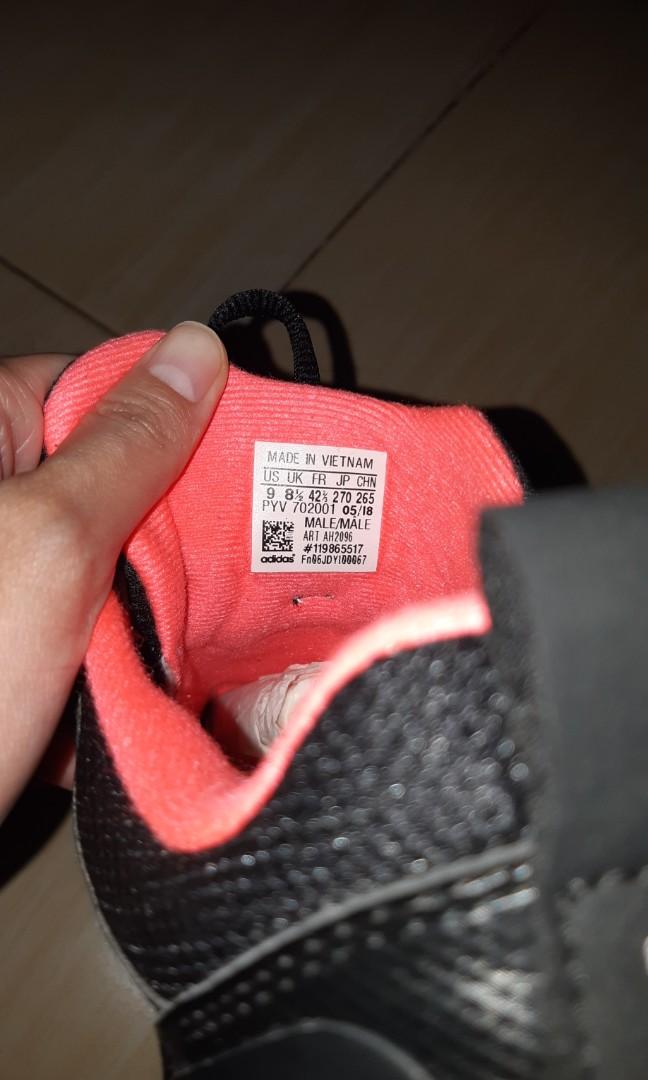 MADE IN VIETNAM
US UK FR JP CHN
9 8½ 42⅔ 270 265
PYV 702001 05/18
MALE/MALE
ART AH2096
#119865517
adidas Fn06JDYI00067